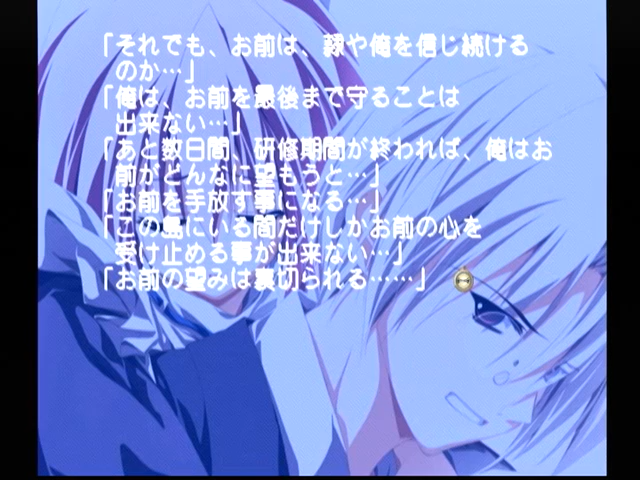 「それでも、お前は、翏や俺を信じ続ける
のか…」
「俺は、お前を最後まで守ることは
出来ない…」
「あと数日間、研修期間が終われば、俺はお
前がどんなに望もうと…」
「お前を手放す事になる…」
「この島にいる間だけしかお前の心を
受け止める事が出来ない…」
「お前の望みは裏切られる……」